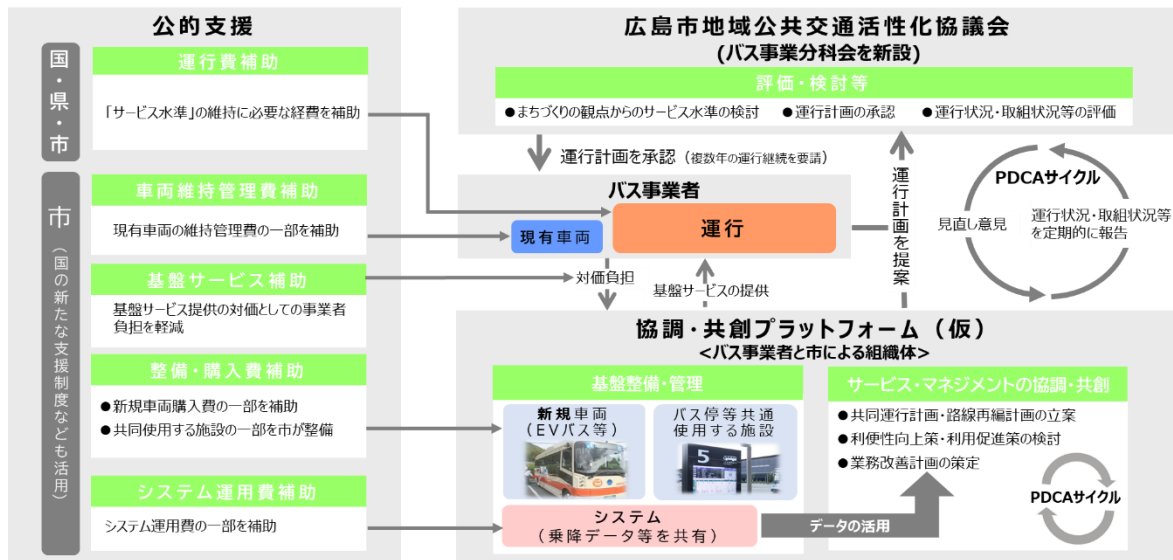 公的支援
国・県・市
運行費補助
「サービス水準」の維持に必要な経費を補助
市（国の新たな支援制度なども活用）
車両維持管理費補助
現有車両の維持管理費の一部を補助
基盤サービス補助
基盤サービス提供の対価としての事業者
負担を軽減
整備・購入費補助
●新規車両購入費の一部を補助
●共同使用する施設の一部を市が整備
システム運用費補助
システム運用費の一部を補助
広島市地域公共交通活性化協議会
(バス事業分科会を新設)
評価・検討等
●まちづくりの観点からのサービス水準の検討 ●運行計画の承認 ●運行状況・取組状況等の評価
運行計画を承認（複数年の運行継続を要請）
バス事業者
現有車両
運行
運行計画を提案
PDCAサイクル
見直し意見
運行状況・取組状況等
を定期的に報告
対価負担
基盤サービスの提供
協調・共創プラットフォーム（仮）
<バス事業者と市による組織体>
基盤整備・管理
新規車両
（EVバス等）
バス停等共通
使用する施設
5
システム
（乗降データ等を共有）
データの活用
サービス・マネジメントの協調・共創
●共同運行計画・路線再編計画の立案
●利便性向上策・利用促進策の検討
●業務改善計画の策定
PDCAサイクル